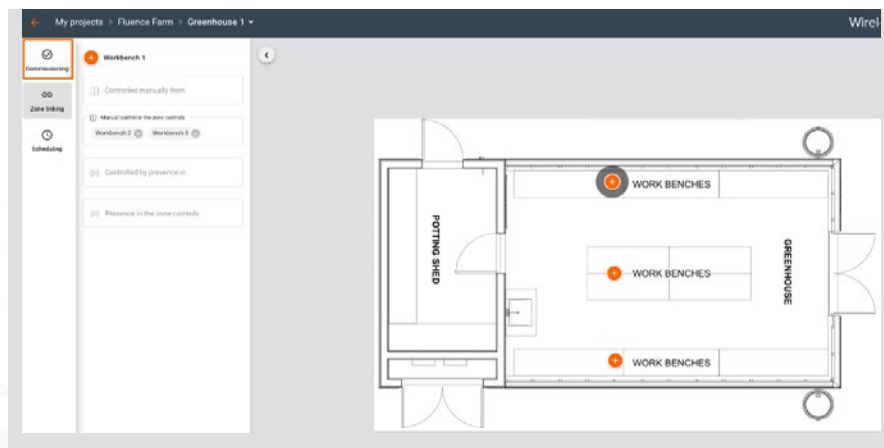 My projects > Fluence Farm > Greenhouse 1
Wirel
Commissioning
Zone linking
Scheduling
Workbench 1
Controlled manually from
Manual control in the zone controls
Workbench 2 Workbench 3
Controlled by presence in
Presence in the zone controls
WORK BENCHES
POTTING SHED
WORK BENCHES
GREENHOUSE
WORK BENCHES